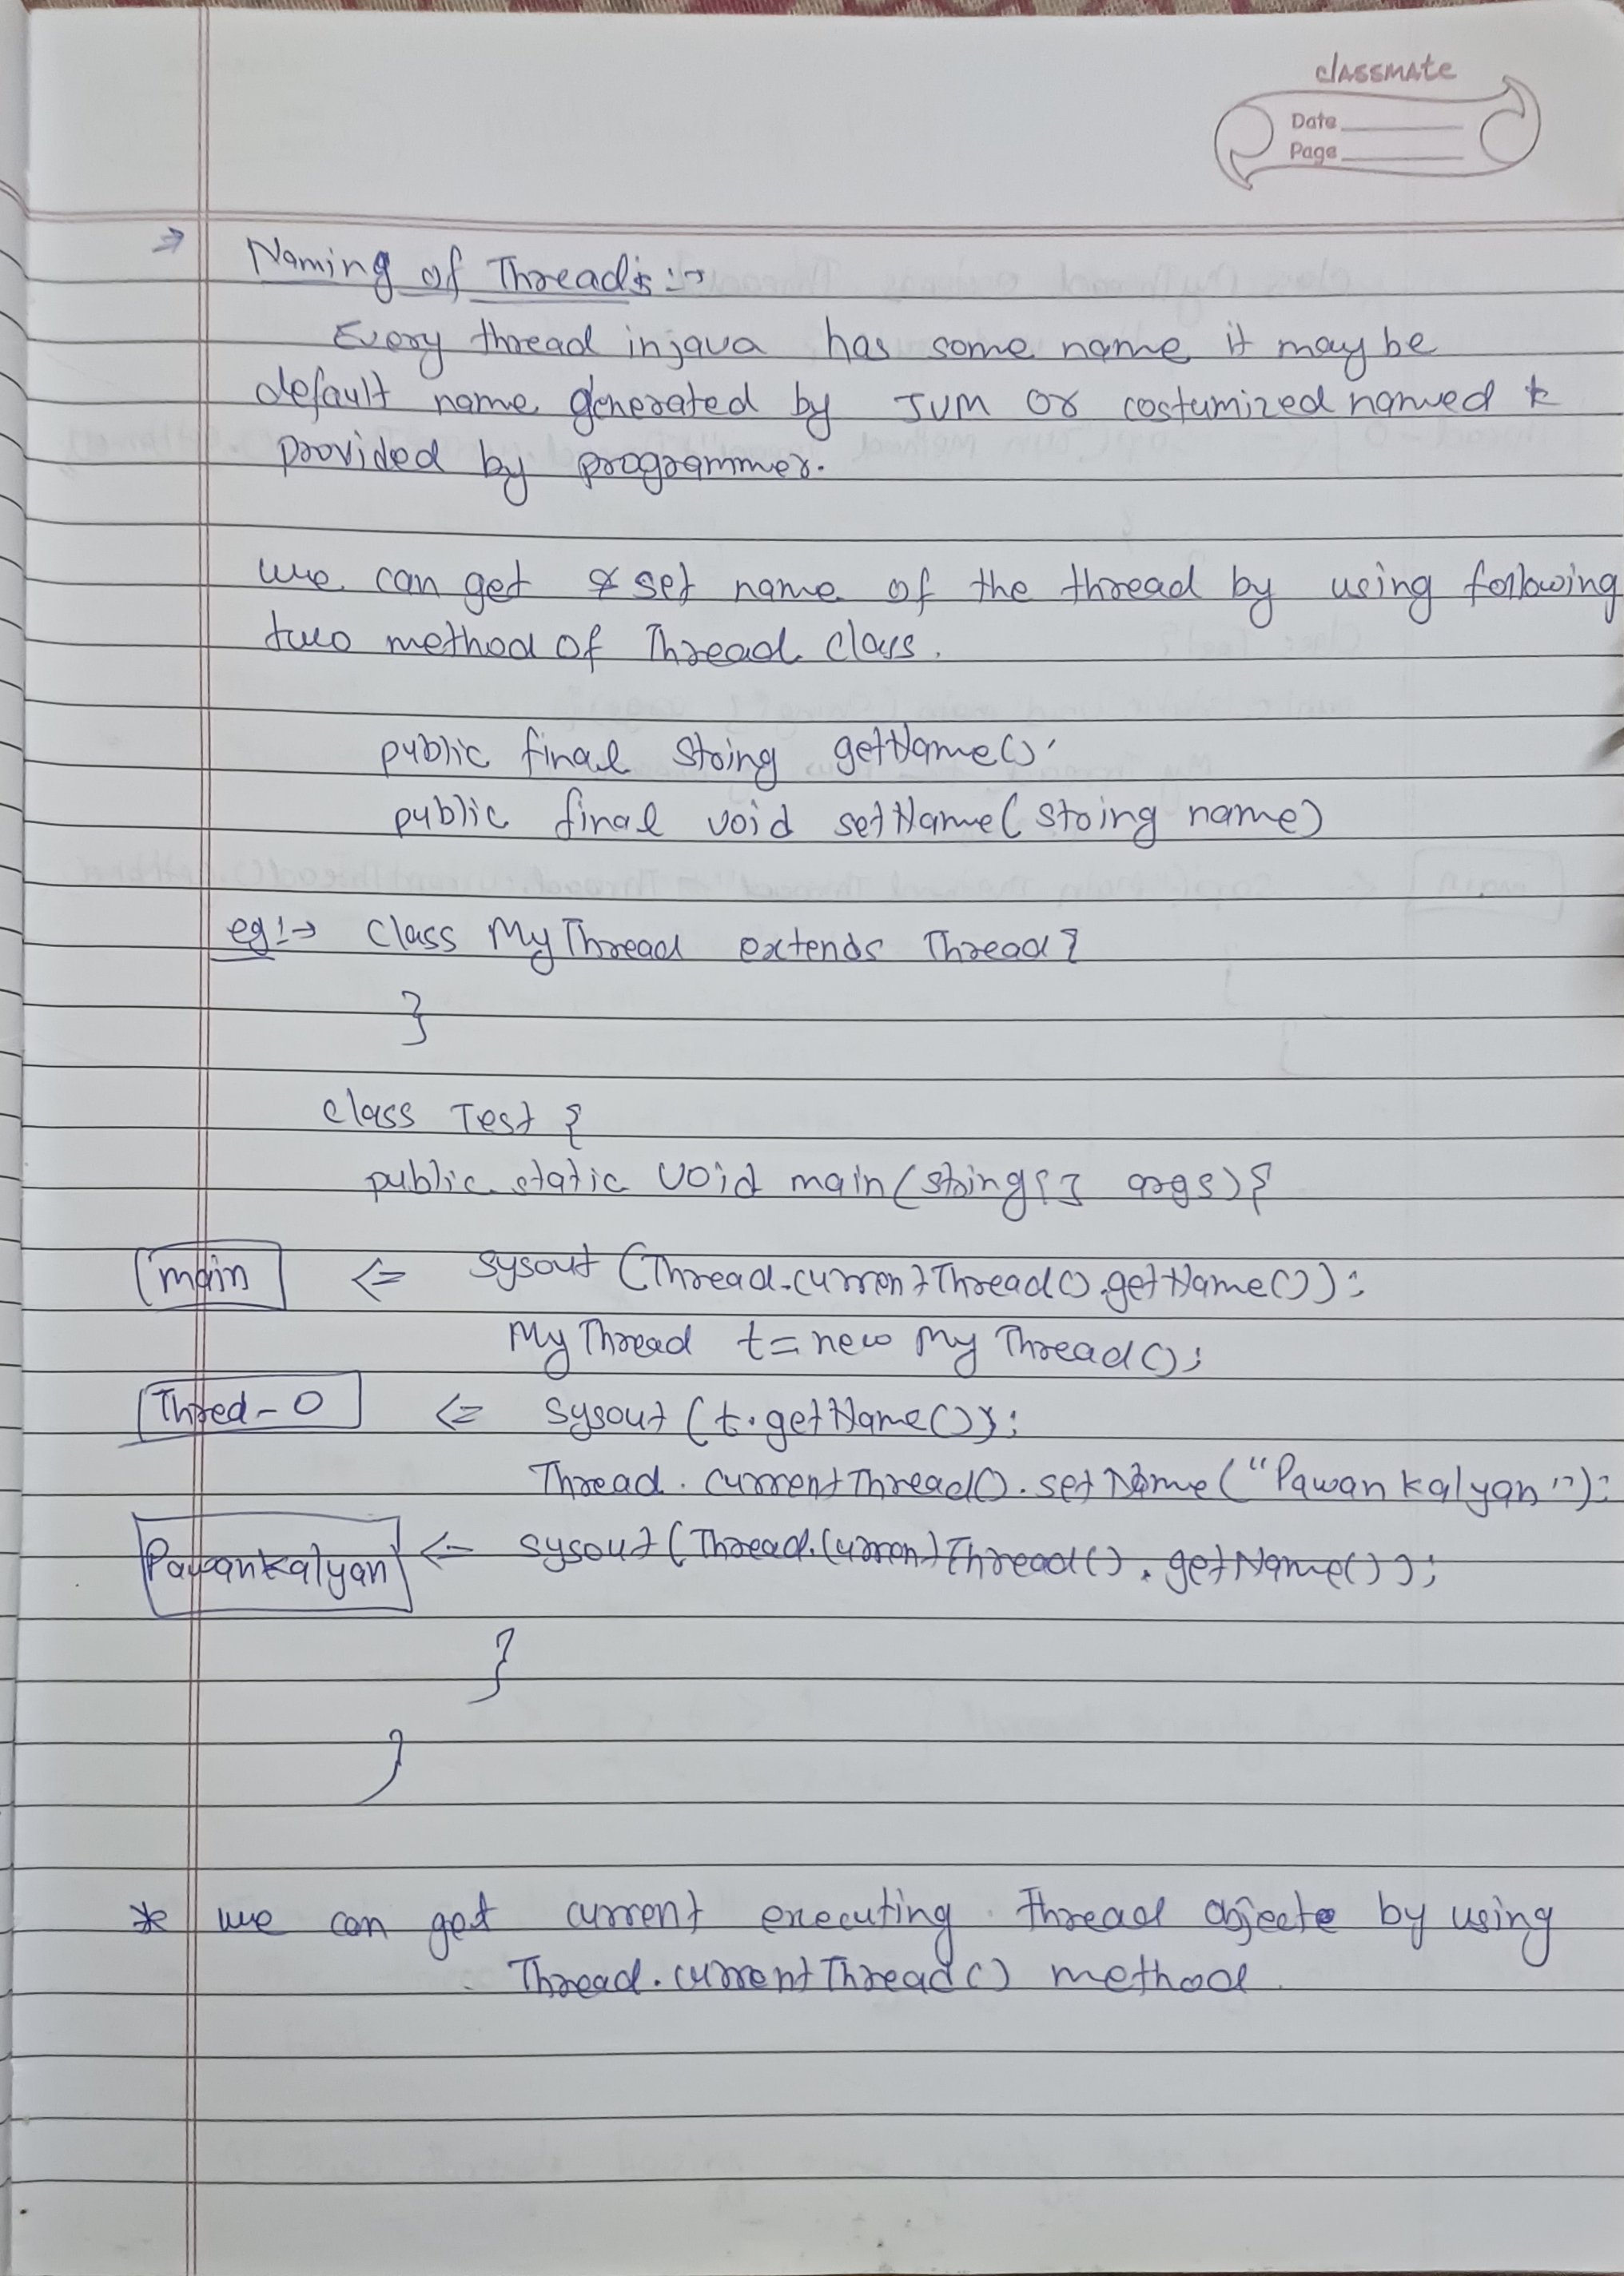 classmate
Date
Page
⇒ Naming of Threads :→
Every thread in java has some name it may be
default name generated by JVM or costumized named
provided by programmer.
we can get & set name of the thread by using following
two method of Thread class.
public final String getName()
public final void setName(String name)
eg:→ class MyThread extends Thread{
}
class Test {
public static void main(String[] args){
main <= sysout(Thread.currentThread().getName());
MyThread t=new MyThread();
Thred-0 <= sysout(t.getName());
Thread.currentThread().setName("Pawankalyan");
Pawankalyan <= sysout(Thread.currentThread().getName());
}
}
* we can get current executing thread objecte by using
Thread.currentThread() method.